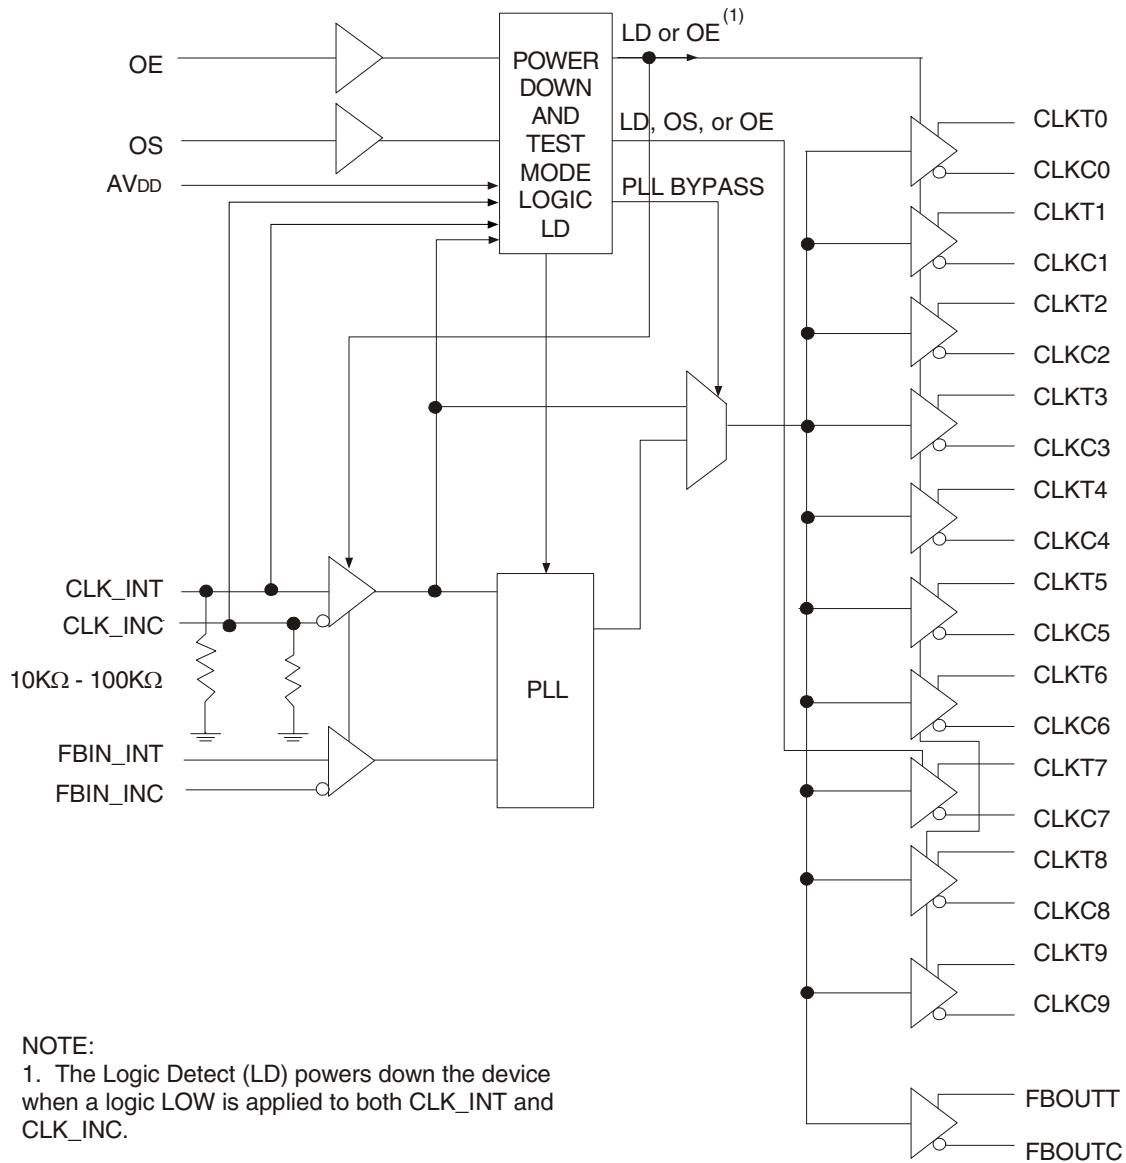 LD or OE (1)
OE
POWER
DOWN
AND
TEST
MODE
LOGIC
LD
OS
LD, OS, or OE
AVDD
PLL BYPASS
CLKT0
CLKC0
CLKT1
CLKC1
CLKT2
CLKC2
CLKT3
CLKC3
CLKT4
CLKC4
CLKT5
CLKC5
CLKT6
CLKC6
CLKT7
CLKC7
CLKT8
CLKC8
CLKT9
CLKC9
FBOUTT
FBOUTC
CLK_INT
CLK_INC
10KΩ - 100KΩ
PLL
FBIN_INT
FBIN_INC
NOTE:
1. The Logic Detect (LD) powers down the device
when a logic LOW is applied to both CLK_INT and
CLK_INC.